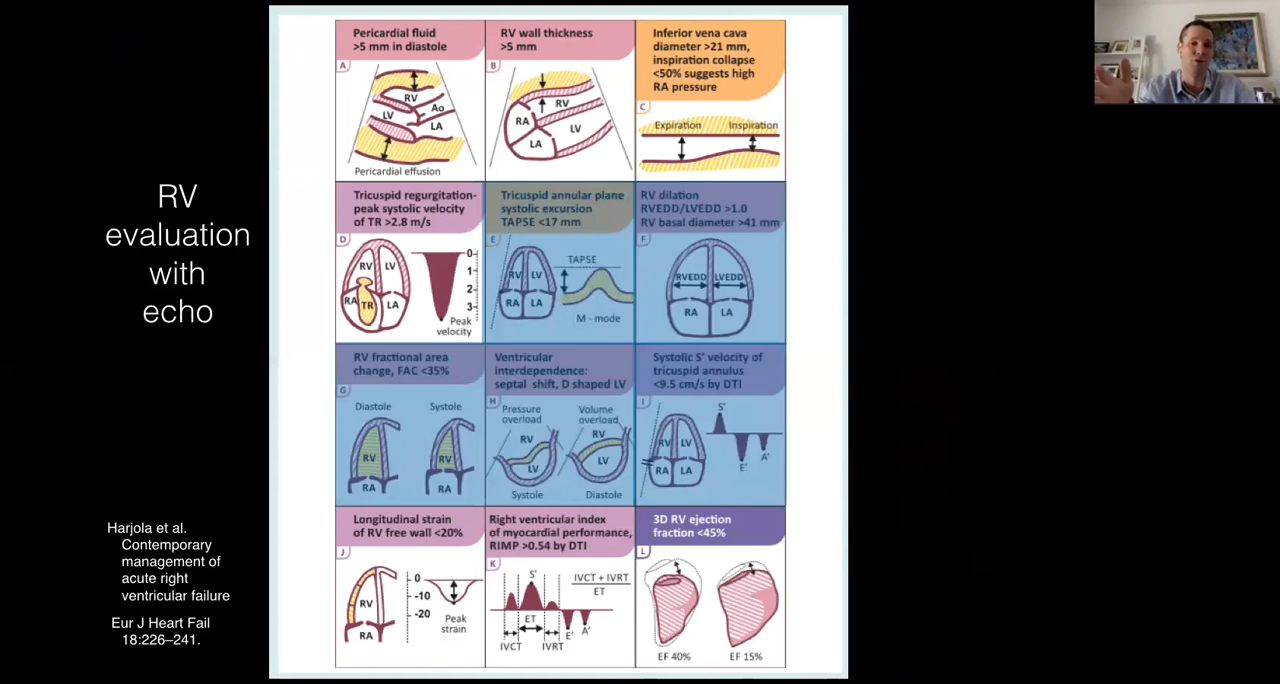 RV
evaluation
with
echo
Harjola et al.
Contemporary
management of
acute right
ventricular failure
Eur J Heart Fail
18:226–241.
Pericardial fluid
>5 mm in diastole
A
RV
Ao
LV
LA
Pericardial effusion
RV wall thickness
>5 mm
B
RV
RA
LV
LA
Inferior vena cava
diameter >21 mm,
inspiration collapse
<50% suggests high
RA pressure
C
Expiration Inspiration
Tricuspid regurgitation-
peak systolic velocity
of TR >2.8 m/s
D
RV LV
RA TR LA
0
1
2
3
Peak
velocity
Tricuspid annular plane
systolic excursion
TAPSE <17 mm
E
TAPSE
RV LV
RA LA
M - mode
RV dilation
RVEDD/LVEDD >1.0
RV basal diameter >41 mm
F
RVEDD LVEDD
RA LA
RV fractional area
change, FAC <35%
G
Diastole Systole
RV RV
RA RA
Ventricular
interdependence:
septal shift, D shaped LV
H
Pressure
overload
Volume
overload
RV RV
LV LV
Systole Diastole
Systolic S’ velocity of
tricuspid annulus
<9.5 cm/s by DTI
I
S’
RV LV
RA LA
E’ A’
Longitudinal strain
of RV free wall <20%
J
RV
RA
0
-10
-20
Peak
strain
Right ventricular index
of myocardial performance,
RIMP >0.54 by DTI
K
S’
IVCT + IVRT
ET
ET
E’ A’
IVCT IVRT
3D RV ejection
fraction <45%
L
EF 40% EF 15%